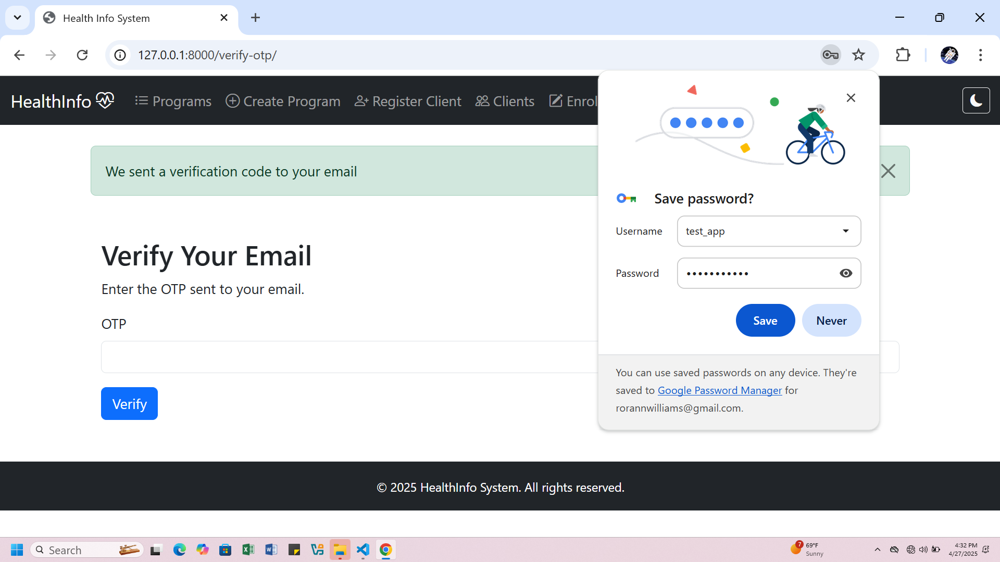 Health Info System
127.0.0.1:8000/verify-otp/
HealthInfo Programs Create Program Register Client Clients Enrol
We sent a verification code to your email
Verify Your Email
Enter the OTP sent to your email.
OTP
Verify
Save password?
Username test_app
Password •••••••••••
Save Never
You can use saved passwords on any device. They're
saved to Google Password Manager for
rorannwilliams@gmail.com.
© 2025 HealthInfo System. All rights reserved.
Search
7
69°F
Sunny
4:32 PM
4/27/2025